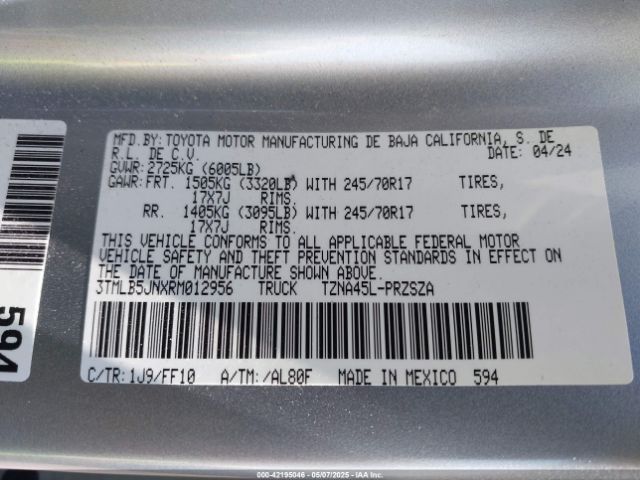 MFD.BY: TOYOTA MOTOR MANUFACTURING DE BAJA CALIFORNIA, S. DE
R.L. DE C.V. DATE: 04/24
GVWR: 2725KG (6005LB)
GAWR: FRT. 1505KG (3320LB) WITH 245/70R17 TIRES,
17X7J RIMS.
RR. 1405KG (3095LB) WITH 245/70R17 TIRES,
17X7J RIMS.
THIS VEHICLE CONFORMS TO ALL APPLICABLE FEDERAL MOTOR
VEHICLE SAFETY AND THEFT PREVENTION STANDARDS IN EFFECT ON
THE DATE OF MANUFACTURE SHOWN ABOVE.
3TMLB5JNXRM012956 TRUCK TZNA45L-PRZSZA
C/TR: 1J9/FF10 A/TM: /AL80F MADE IN MEXICO 594
594
000-42195046 - 05/07/2025 - IAAI.CA